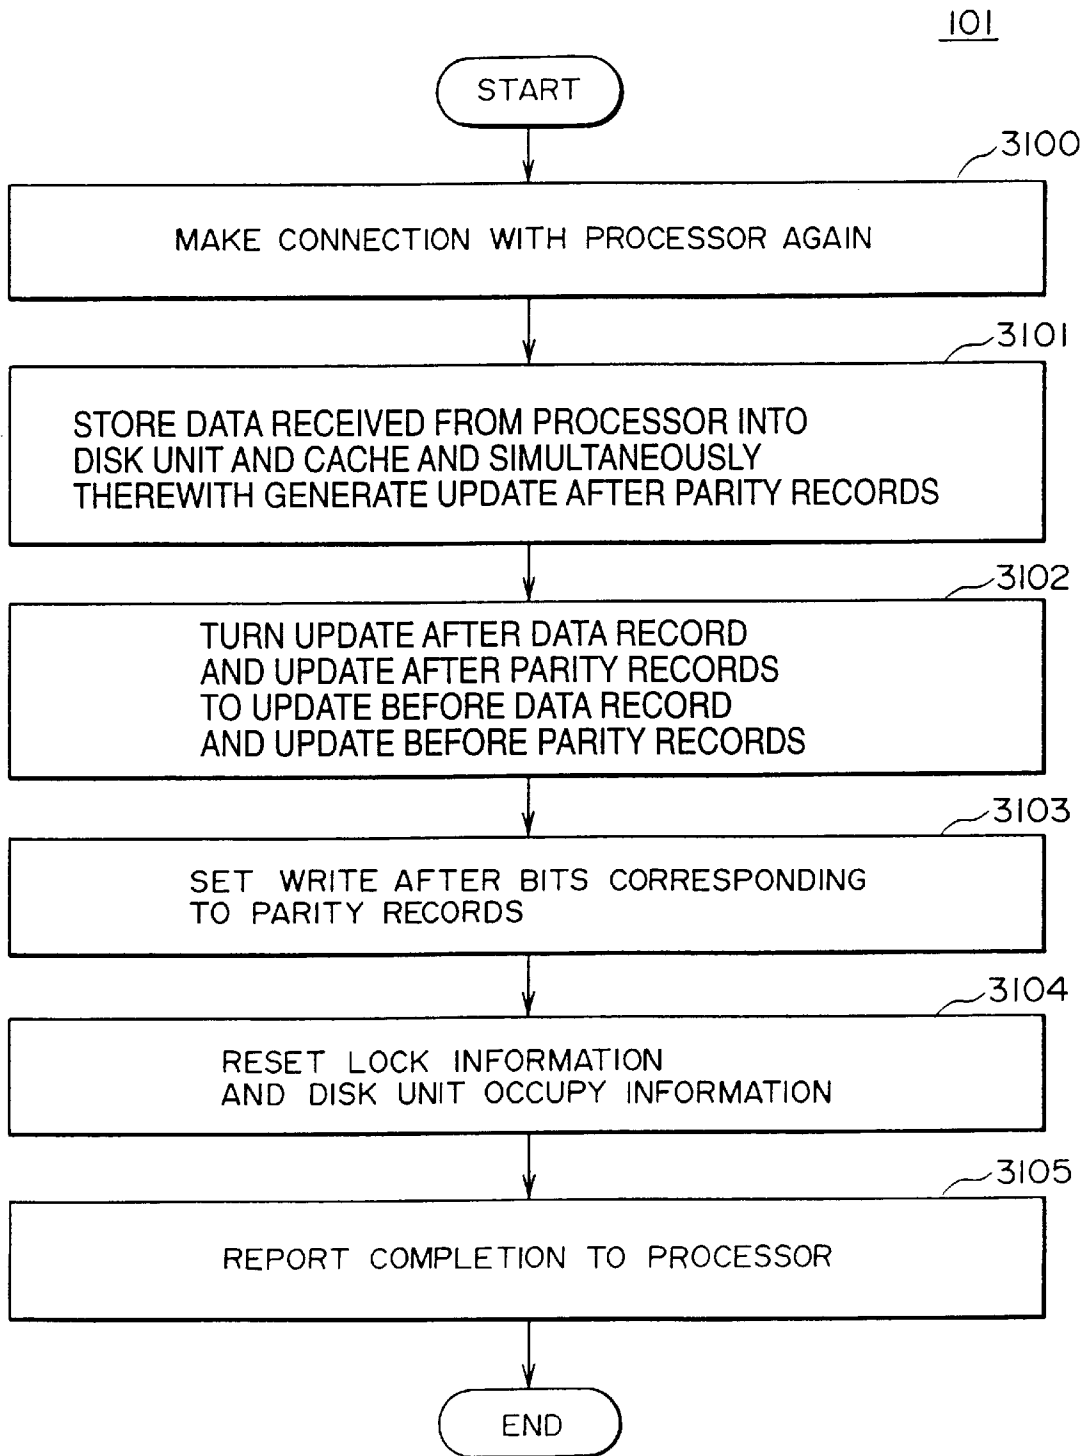 101
START
3100
MAKE CONNECTION WITH PROCESSOR AGAIN
3101
STORE DATA RECEIVED FROM PROCESSOR INTO
DISK UNIT AND CACHE AND SIMULTANEOUSLY
THEREWITH GENERATE UPDATE AFTER PARITY RECORDS
3102
TURN UPDATE AFTER DATA RECORD
AND UPDATE AFTER PARITY RECORDS
TO UPDATE BEFORE DATA RECORD
AND UPDATE BEFORE PARITY RECORDS
3103
SET WRITE AFTER BITS CORRESPONDING
TO PARITY RECORDS
3104
RESET LOCK INFORMATION
AND DISK UNIT OCCUPY INFORMATION
3105
REPORT COMPLETION TO PROCESSOR
END